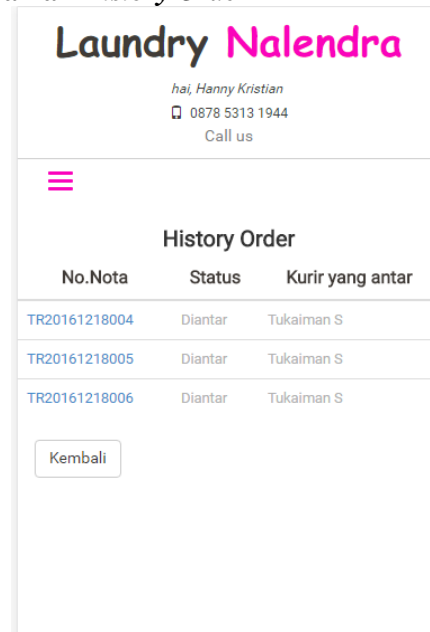 History
Laundry Nalendra
hai, Hanny Kristian
0878 5313 1944
Call us
History Order
No.Nota Status Kurir yang antar
TR20161218004 Diantar Tukaiman S
TR20161218005 Diantar Tukaiman S
TR20161218006 Diantar Tukaiman S
Kembali